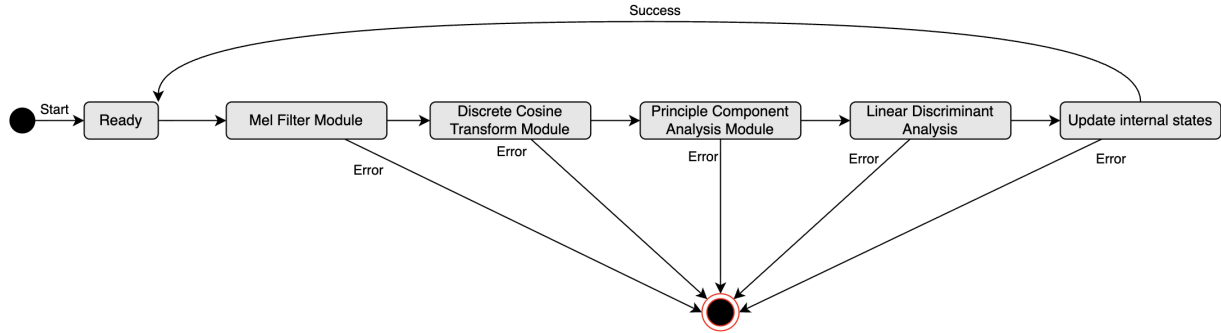 Success
Start
Ready
Mel Filter Module
Discrete Cosine
Transform Module
Principle Component
Analysis Module
Linear Discriminant
Analysis
Update internal states
Error
Error
Error
Error
Error